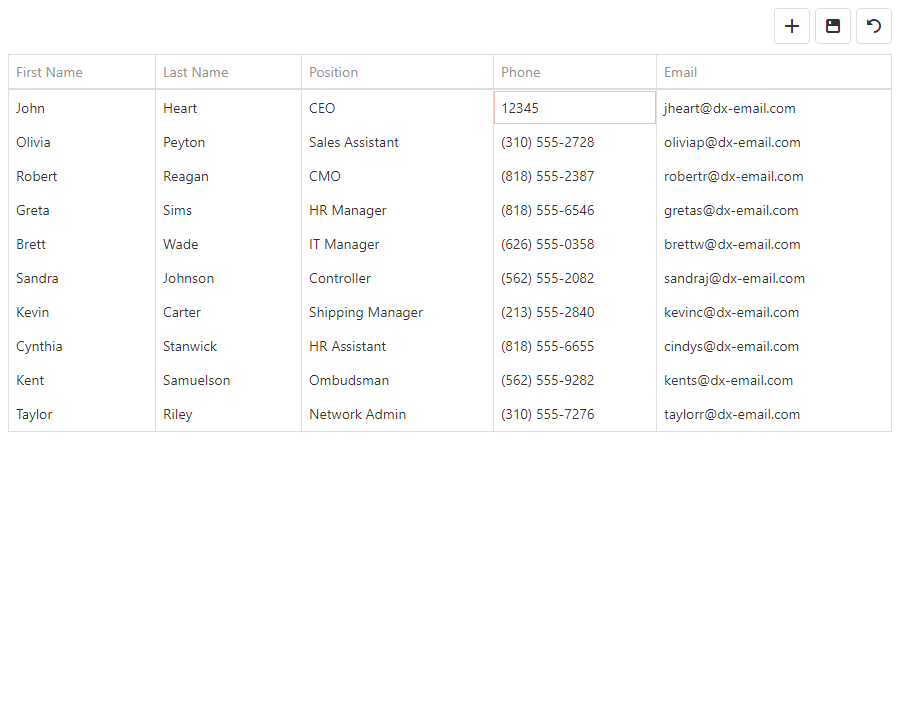 First Name Last Name Position Phone Email
John Heart CEO 12345 jheart@dx-email.com
Olivia Peyton Sales Assistant (310) 555-2728 oliviap@dx-email.com
Robert Reagan CMO (818) 555-2387 robertr@dx-email.com
Greta Sims HR Manager (818) 555-6546 gretas@dx-email.com
Brett Wade IT Manager (626) 555-0358 brettw@dx-email.com
Sandra Johnson Controller (562) 555-2082 sandraj@dx-email.com
Kevin Carter Shipping Manager (213) 555-2840 kevinc@dx-email.com
Cynthia Stanwick HR Assistant (818) 555-6655 cindys@dx-email.com
Kent Samuelson Ombudsman (562) 555-9282 kents@dx-email.com
Taylor Riley Network Admin (310) 555-7276 taylorr@dx-email.com